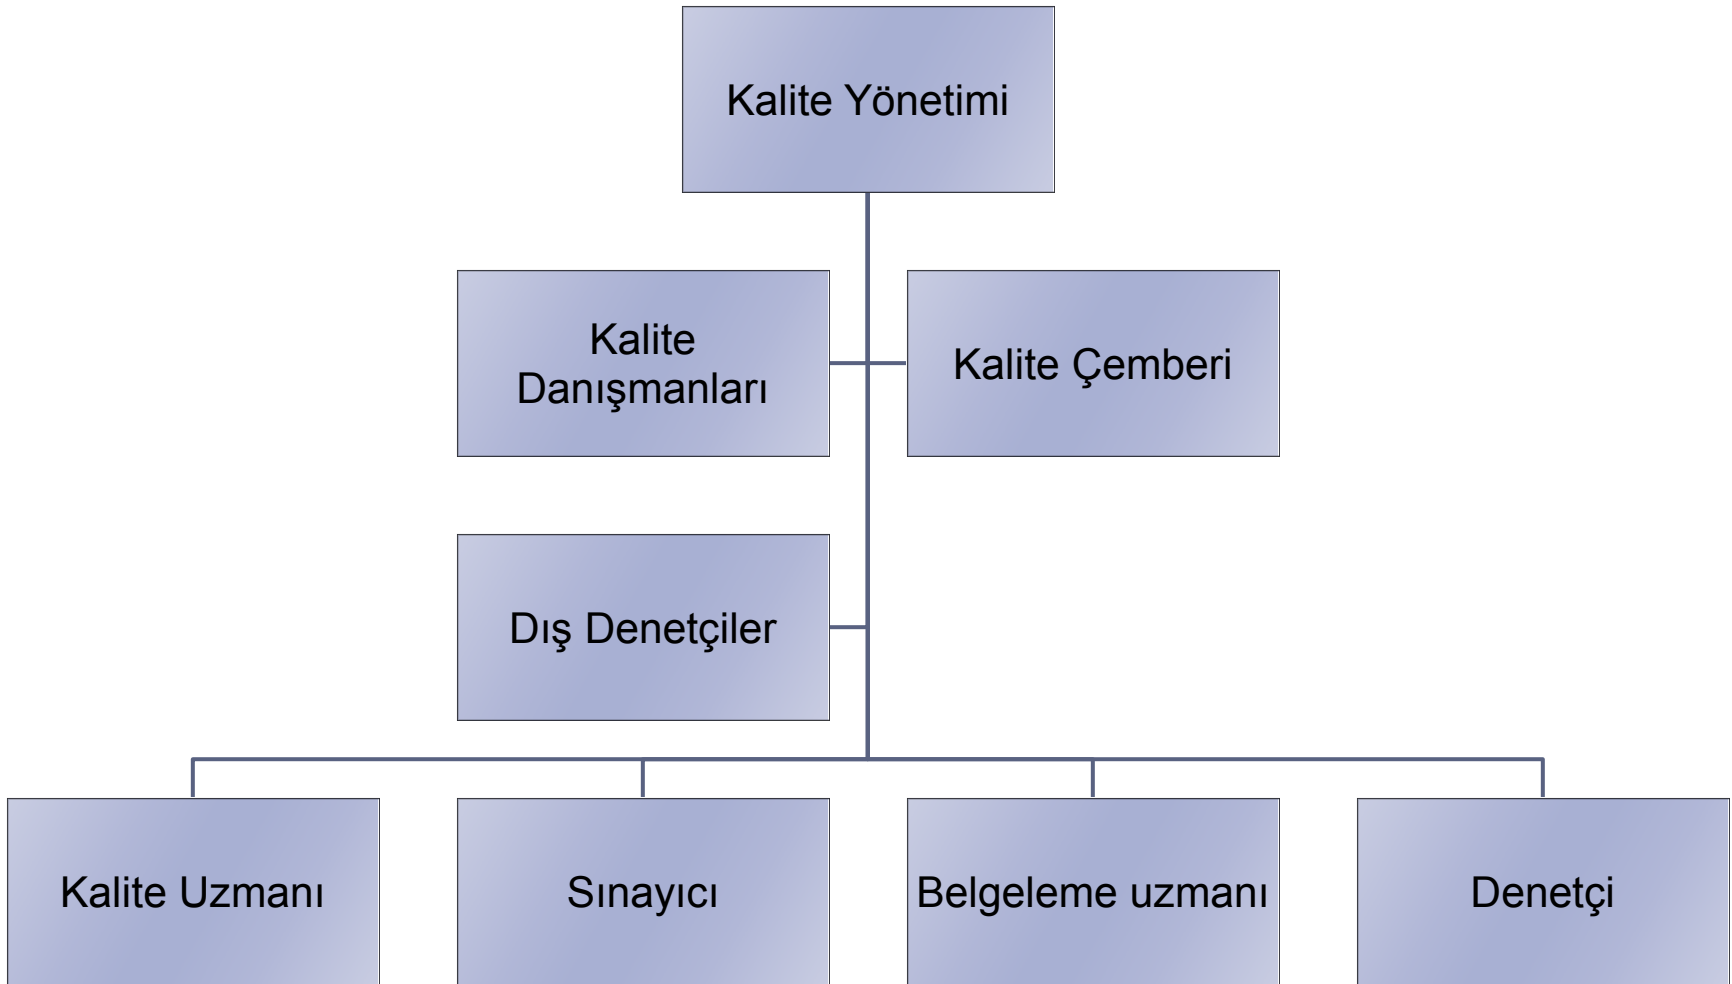 Kalite Yönetimi
Kalite
Danışmanları
Kalite Çemberi
Dış Denetçiler
Kalite Uzmanı
Sınayıcı
Belgeleme uzmanı
Denetçi